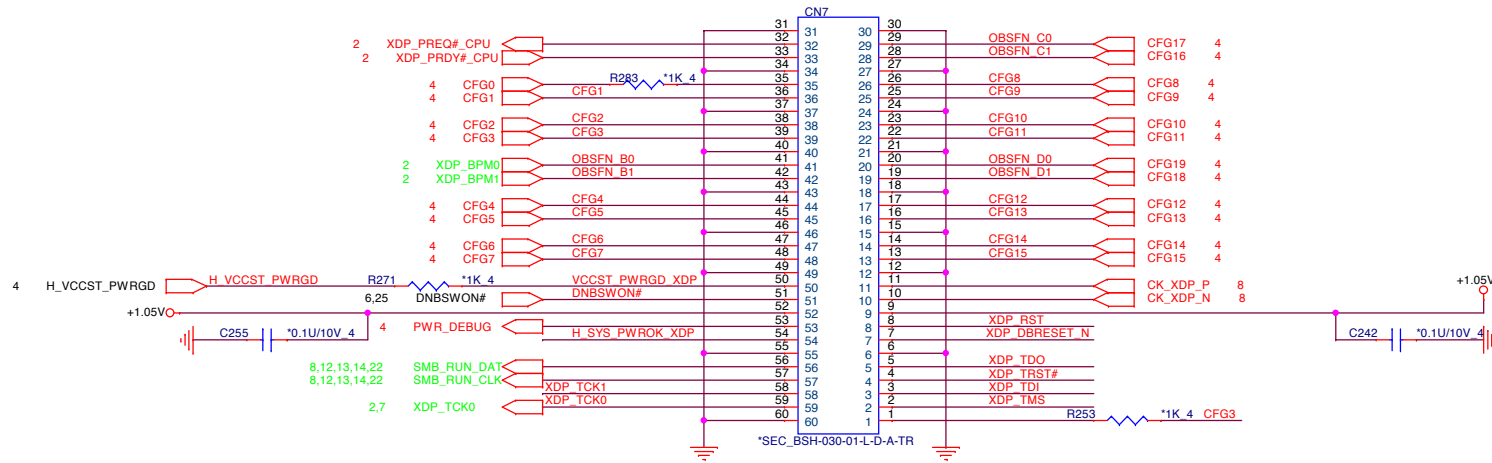 CN7
31 31 30 30
2 XDP_PREQ#_CPU 32 32 29 29 OBSFN_C0 CFG17 4
2 XDP_PRDY#_CPU 33 33 28 28 OBSFN_C1 CFG16 4
34 34 27 27
4 CFG0 R283 *1K_4 35 35 26 26 CFG8 CFG8 4
4 CFG1 CFG1 36 36 25 25 CFG9 CFG9 4
37 37 24 24
4 CFG2 CFG2 38 38 23 23 CFG10 CFG10 4
4 CFG3 CFG3 39 39 22 22 CFG11 CFG11 4
40 40 21 21
2 XDP_BPM0 OBSFN_B0 41 41 20 20 OBSFN_D0 CFG19 4
2 XDP_BPM1 OBSFN_B1 42 42 19 19 OBSFN_D1 CFG18 4
43 43 18 18
4 CFG4 CFG4 44 44 17 17 CFG12 CFG12 4
4 CFG5 CFG5 45 45 16 16 CFG13 CFG13 4
46 46 15 15
4 CFG6 CFG6 47 47 14 14 CFG14 CFG14 4
4 CFG7 CFG7 48 48 13 13 CFG15 CFG15 4
49 49 12 12
4 H_VCCST_PWRGD H_VCCST_PWRGD R271 *1K_4 VCCST_PWRGD_XDP 50 50 11 11 CK_XDP_P 8
6,25 DNBSWON# DNBSWON# 51 51 10 10 CK_XDP_N 8
+1.05V 52 52 9 9 +1.05V
4 PWR_DEBUG 53 53 8 8 XDP_RST
C255 *0.1U/10V_4 H_SYS_PWROK_XDP 54 54 7 7 XDP_DBRESET_N C242 *0.1U/10V_4
55 55 6 6
8,12,13,14,22 SMB_RUN_DAT 56 56 5 5 XDP_TDO
8,12,13,14,22 SMB_RUN_CLK 57 57 4 4 XDP_TRST#
XDP_TCK1 58 58 3 3 XDP_TDI
2,7 XDP_TCK0 XDP_TCK0 59 59 2 2 XDP_TMS
60 60 1 1 R253 *1K_4 CFG3
*SEC_BSH-030-01-L-D-A-TR